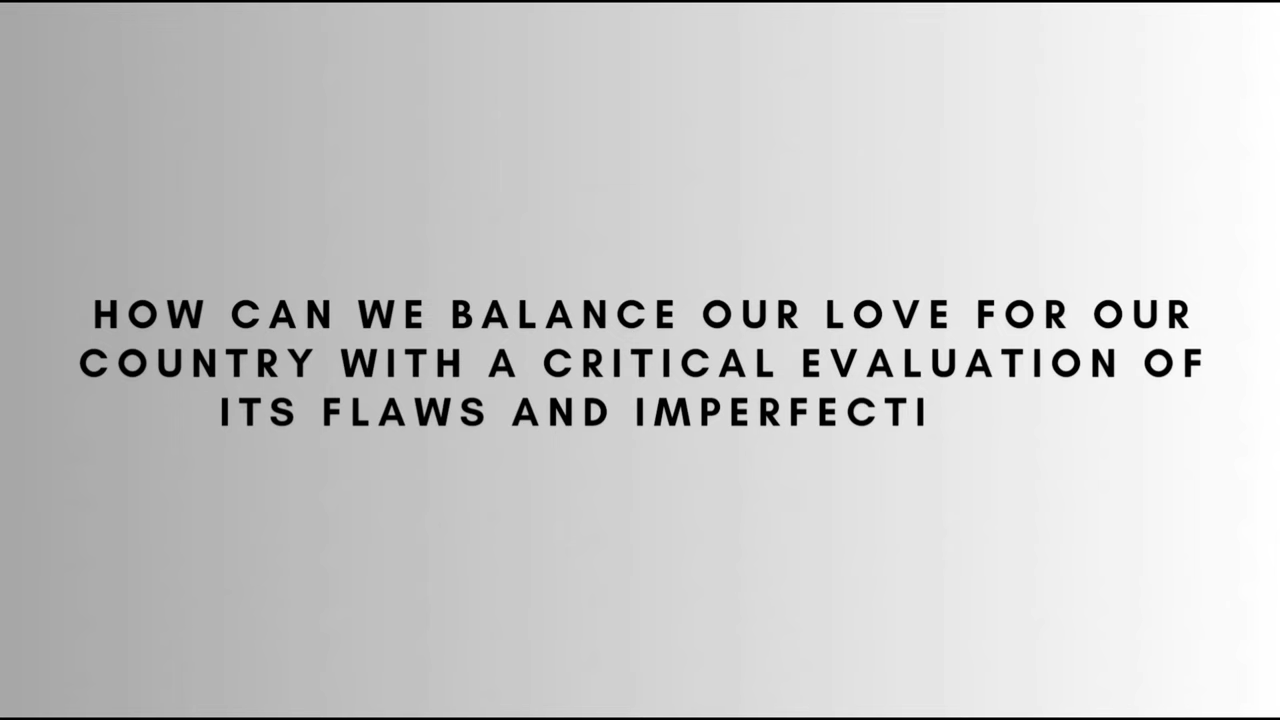 HOW CAN WE BALANCE OUR LOVE FOR OUR
COUNTRY WITH A CRITICAL EVALUATION OF
ITS FLAWS AND IMPERFECTI